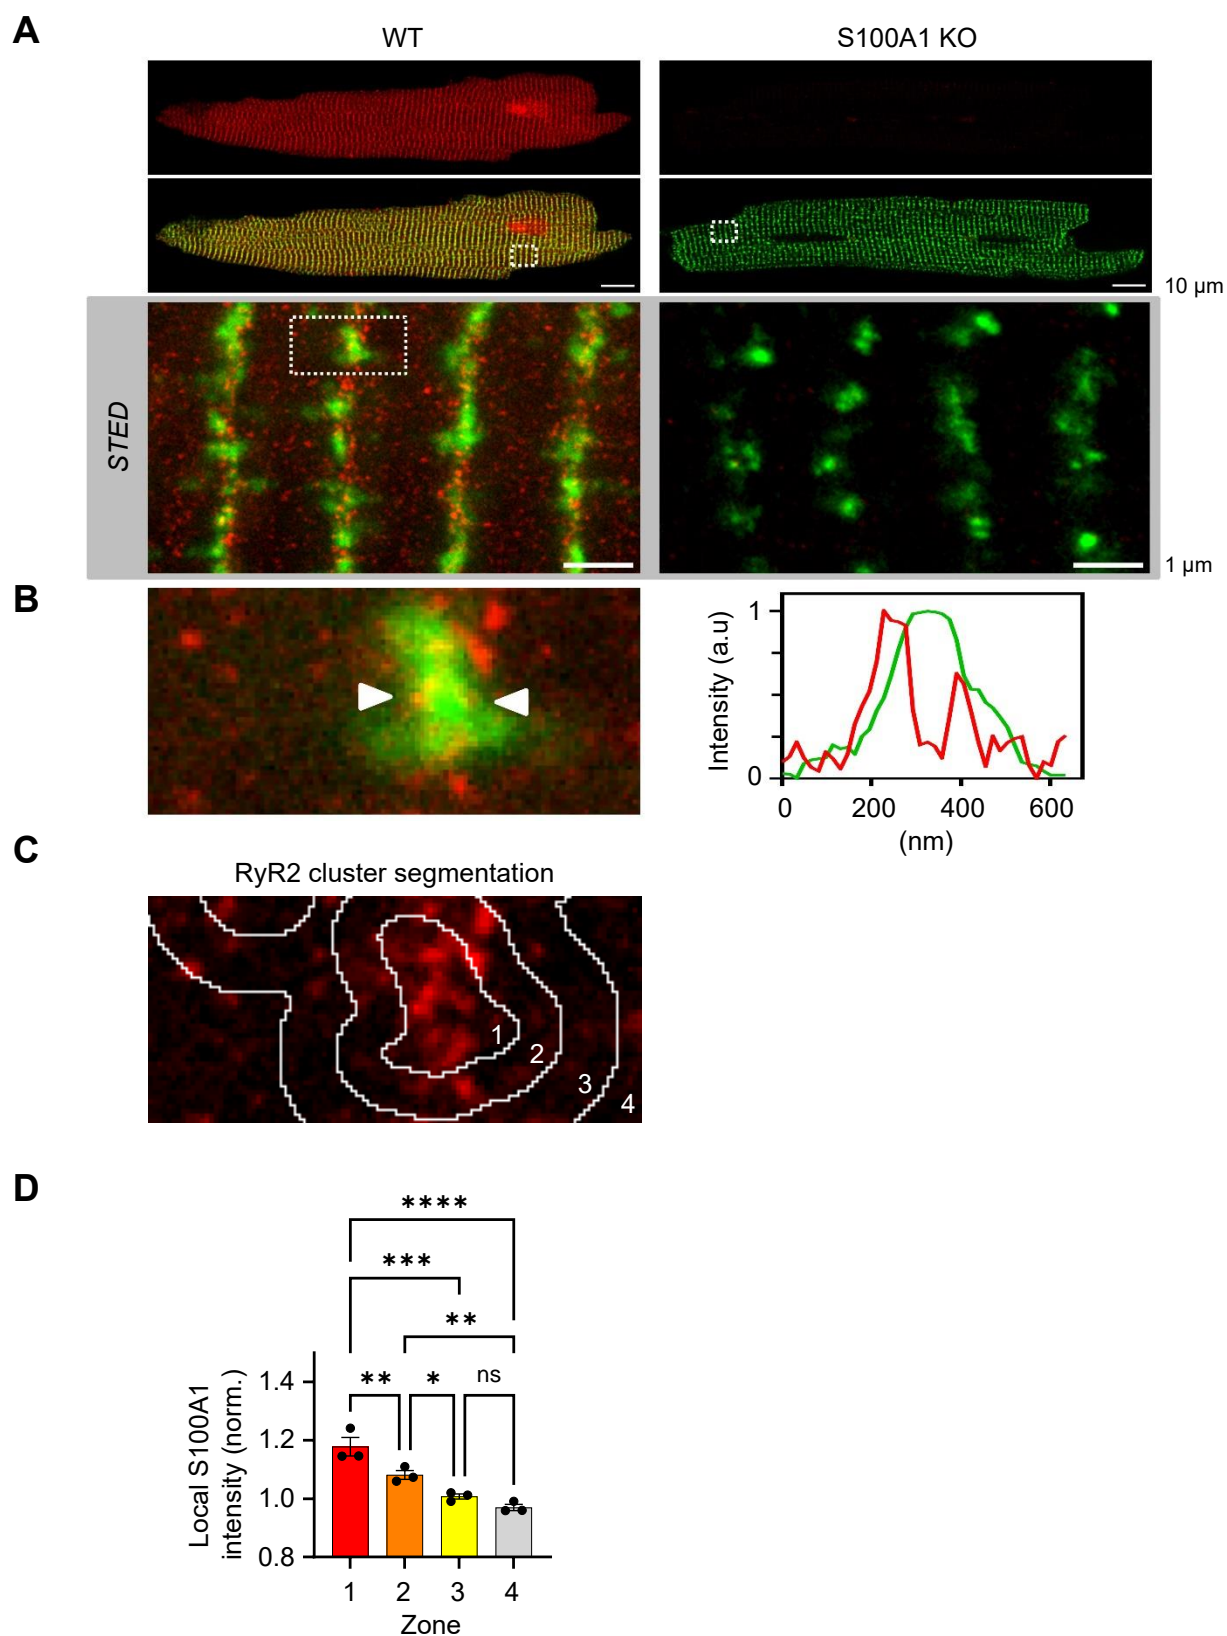 A
WT
S100A1 KO
10 µm
STED
1 µm
B
Intensity (a.u)
1
0
0 200 400 600
(nm)
C
RyR2 cluster segmentation
1
2
3
4
D
****
***
**
** * ns
Local S100A1
intensity (norm.)
1.4
1.2
1.0
0.8
1 2 3 4
Zone